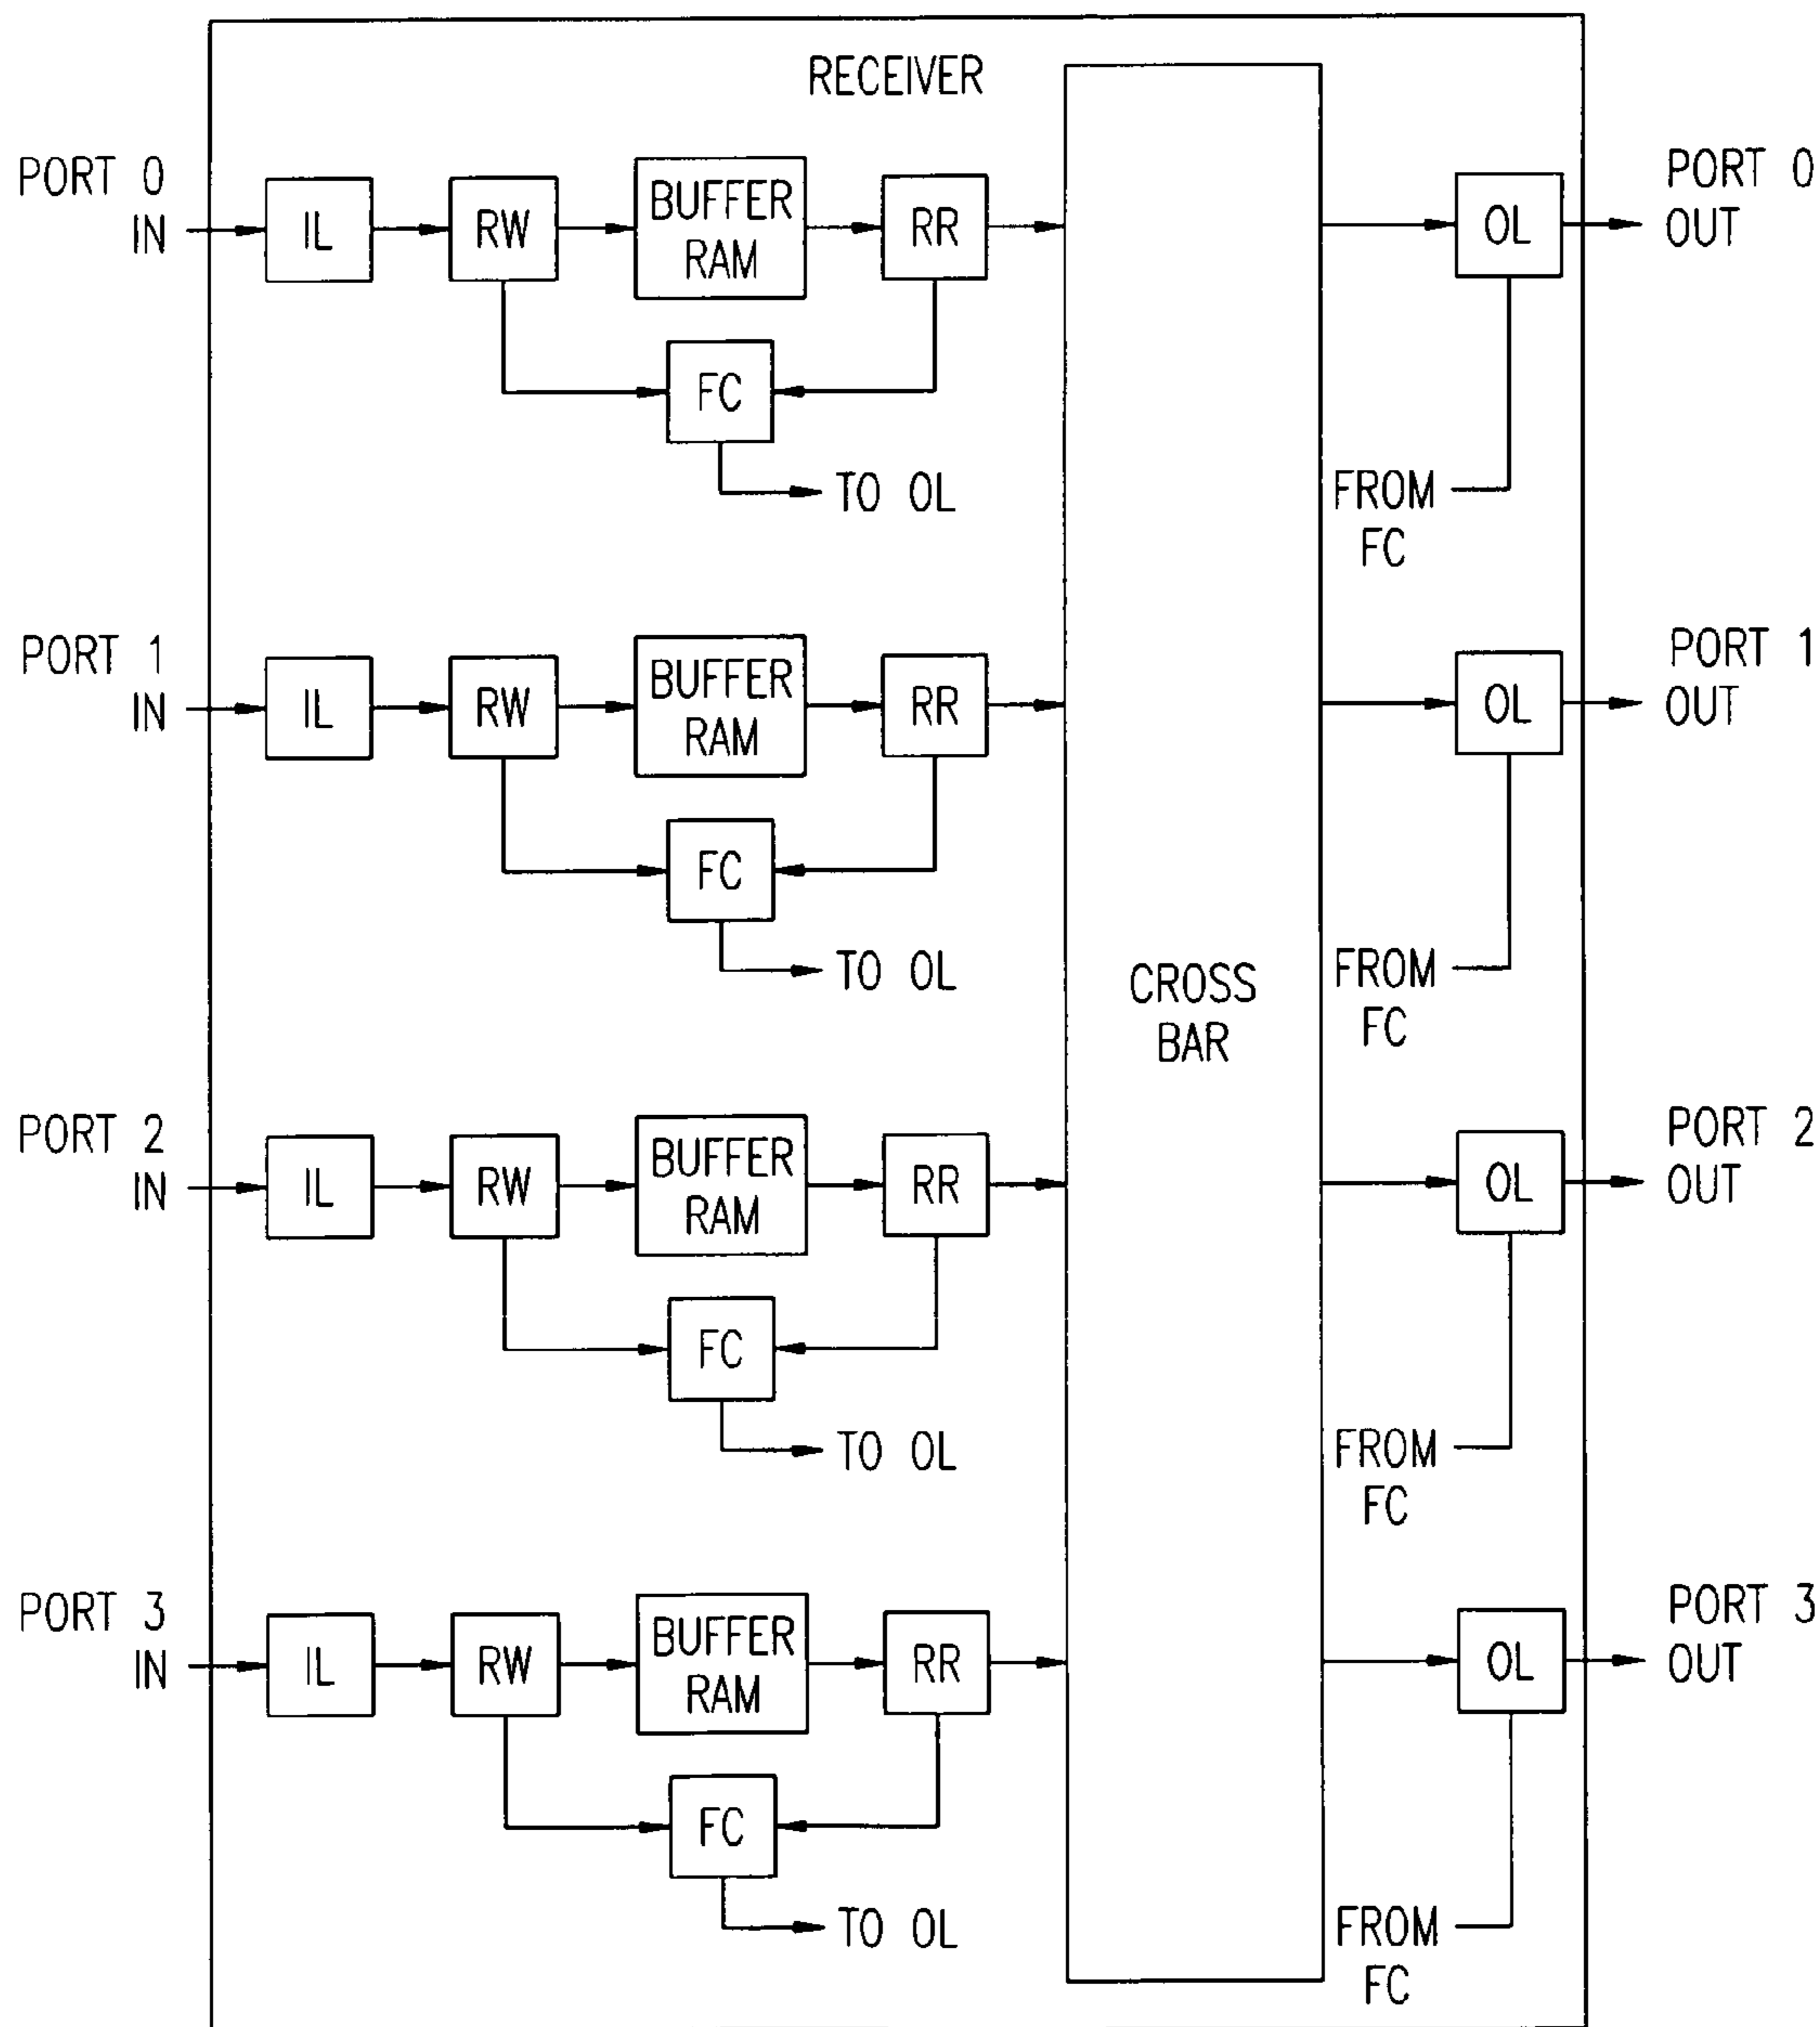 RECEIVER
PORT 0
IN
IL
RW
BUFFER
RAM
RR
OL
PORT 0
OUT
FC
TO OL
FROM
FC
PORT 1
IN
IL
RW
BUFFER
RAM
RR
OL
PORT 1
OUT
FC
TO OL
FROM
FC
CROSS
BAR
PORT 2
IN
IL
RW
BUFFER
RAM
RR
OL
PORT 2
OUT
FC
TO OL
FROM
FC
PORT 3
IN
IL
RW
BUFFER
RAM
RR
OL
PORT 3
OUT
FC
TO OL
FROM
FC